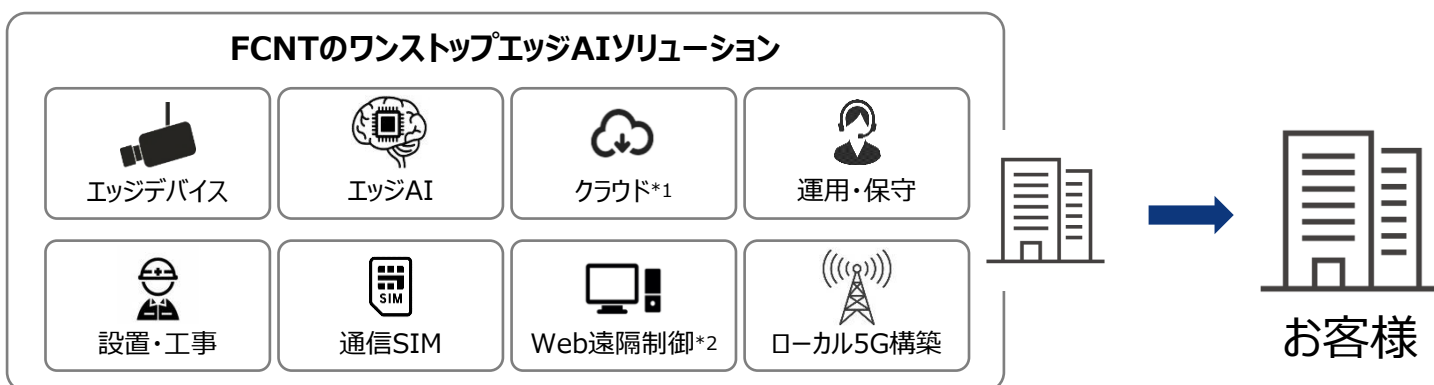 FCNTのワンストップエッジAIソリューション
エッジデバイス
エッジAI
クラウド*1
運用・保守
設置・工事
SIM
通信SIM
Web遠隔制御*2
ローカル5G構築
お客様